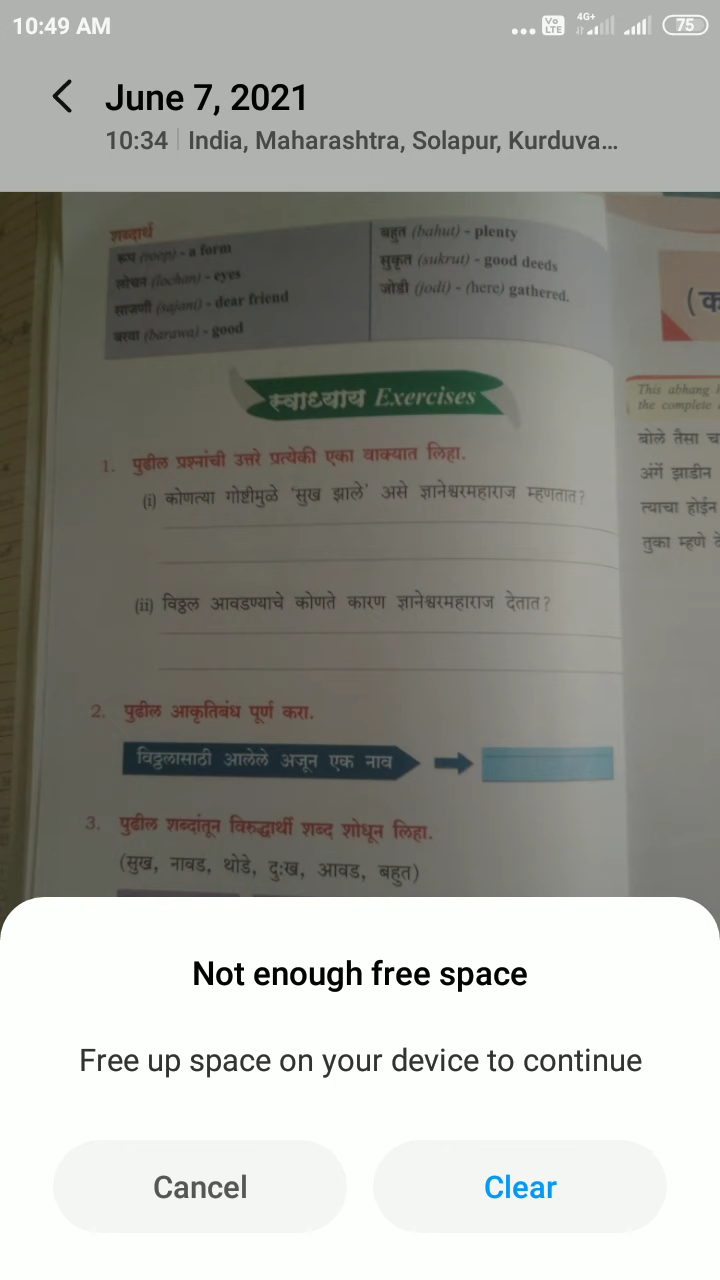 10:49 AM
Vo LTE 4G+ 75
June 7, 2021
10:34 | India, Maharashtra, Solapur, Kurduva...
शब्दार्थ
रूप (roop) - a form
लोचन (lochan) - eyes
साजणी (sajani) - dear friend
बरवा (barawa) - good
बहुत (bahut) - plenty
सुकृत (sukrut) - good deeds
जोडी (jodi) - (here) gathered.
स्वाध्याय Exercises
1. पुढील प्रश्नांची उत्तरे प्रत्येकी एका वाक्यात लिहा.
(i) कोणत्या गोष्टीमुळे 'सुख झाले' असे ज्ञानेश्वरमहाराज म्हणतात?
(ii) विठ्ठल आवडण्याचे कोणते कारण ज्ञानेश्वरमहाराज देतात?
2. पुढील आकृतिबंध पूर्ण करा.
विठ्ठलासाठी आलेले अजून एक नाव
3. पुढील शब्दांतून विरुद्धार्थी शब्द शोधून लिहा.
(सुख, नावड, थोडे, दुःख, आवड, बहुत)
(क
This abhang
the complete
बोले तैसा
अंगें झाडीन
त्याचा होईन
तुका म्हणे
Not enough free space
Free up space on your device to continue
Cancel
Clear